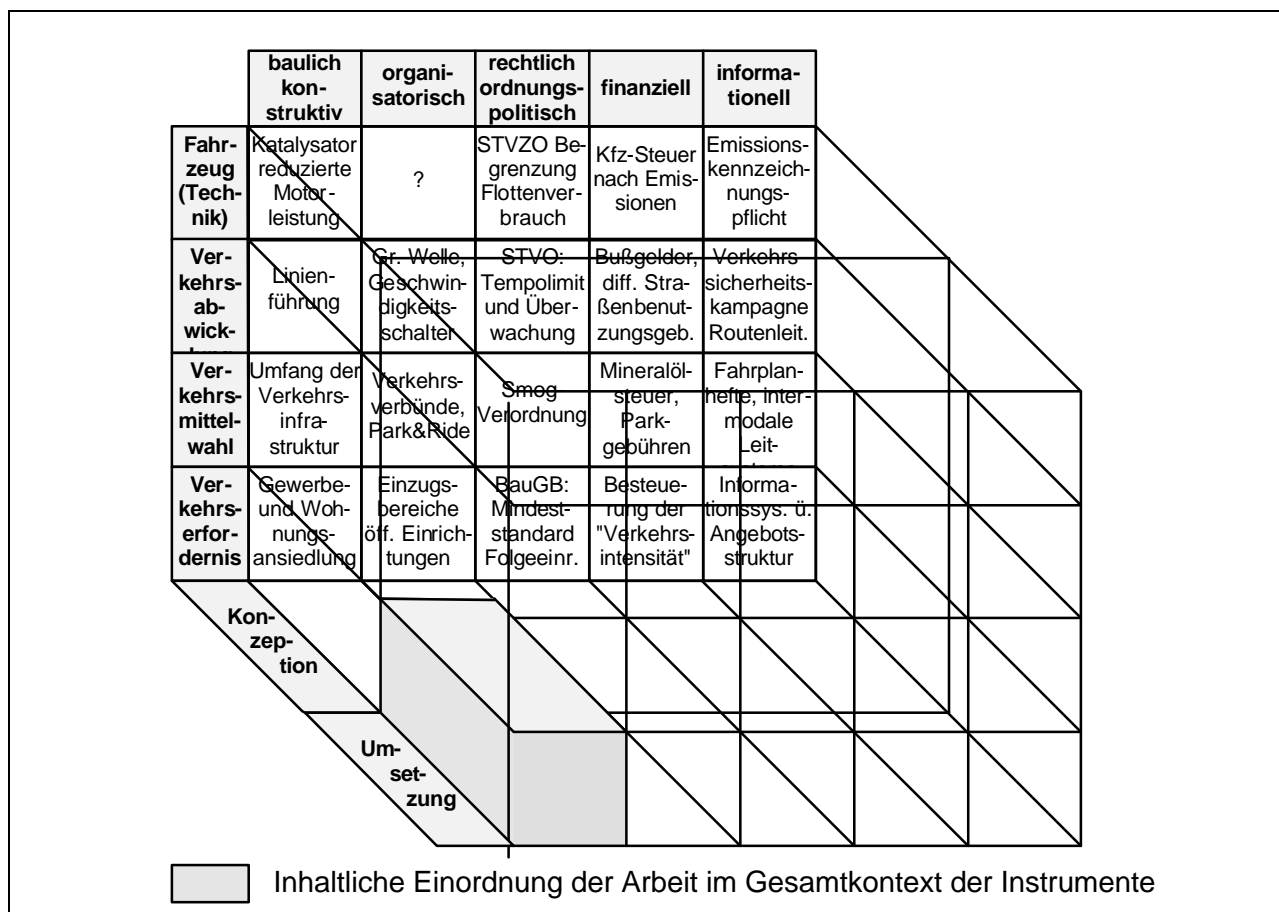 baulich
kon-
struktiv
organi-
satorisch
rechtlich
ordnungs-
politisch
finanziell
informa-
tionell
Fahr-
zeug
(Tech-
nik)
Katalysator
reduzierte
Motor-
leistung
?
STVZO Be-
grenzung
Flottenver-
brauch
Kfz-Steuer
nach Emis-
sionen
Emissions-
kennzeich-
nungs-
pflicht
Ver-
kehrs-
ab-
wick-
Linien-
führung
Gr. Welle,
Geschwin-
digkeits-
schalter
STVO:
Tempolimit
und Über-
wachung
Bußgelder,
diff. Stra-
ßenbenut-
zungsgeb.
Verkehrs-
sicherheits-
kampagne
Routenleit.
Ver-
kehrs-
mittel-
wahl
Umfang der
Verkehrs-
infra-
struktur
Verkehrs-
verbünde,
Park&Ride
Smog
Verordnung
Mineralöl-
steuer,
Park-
gebühren
Fahrplan-
hefte, inter-
modale
Leit-
Ver-
kehrs-
erfor-
dernis
Gewerbe-
und Woh-
nungs-
ansiedlung
Einzugs-
bereiche
öff. Einrich-
tungen
BauGB:
Mindest-
standard
Folgeeinr.
Besteue-
rung der
"Verkehrs-
intensität"
Informa-
tionssys. ü.
Angebots-
struktur
Kon-
zep-
tion
Um-
set-
zung
Inhaltliche Einordnung der Arbeit im Gesamtkontext der Instrumente